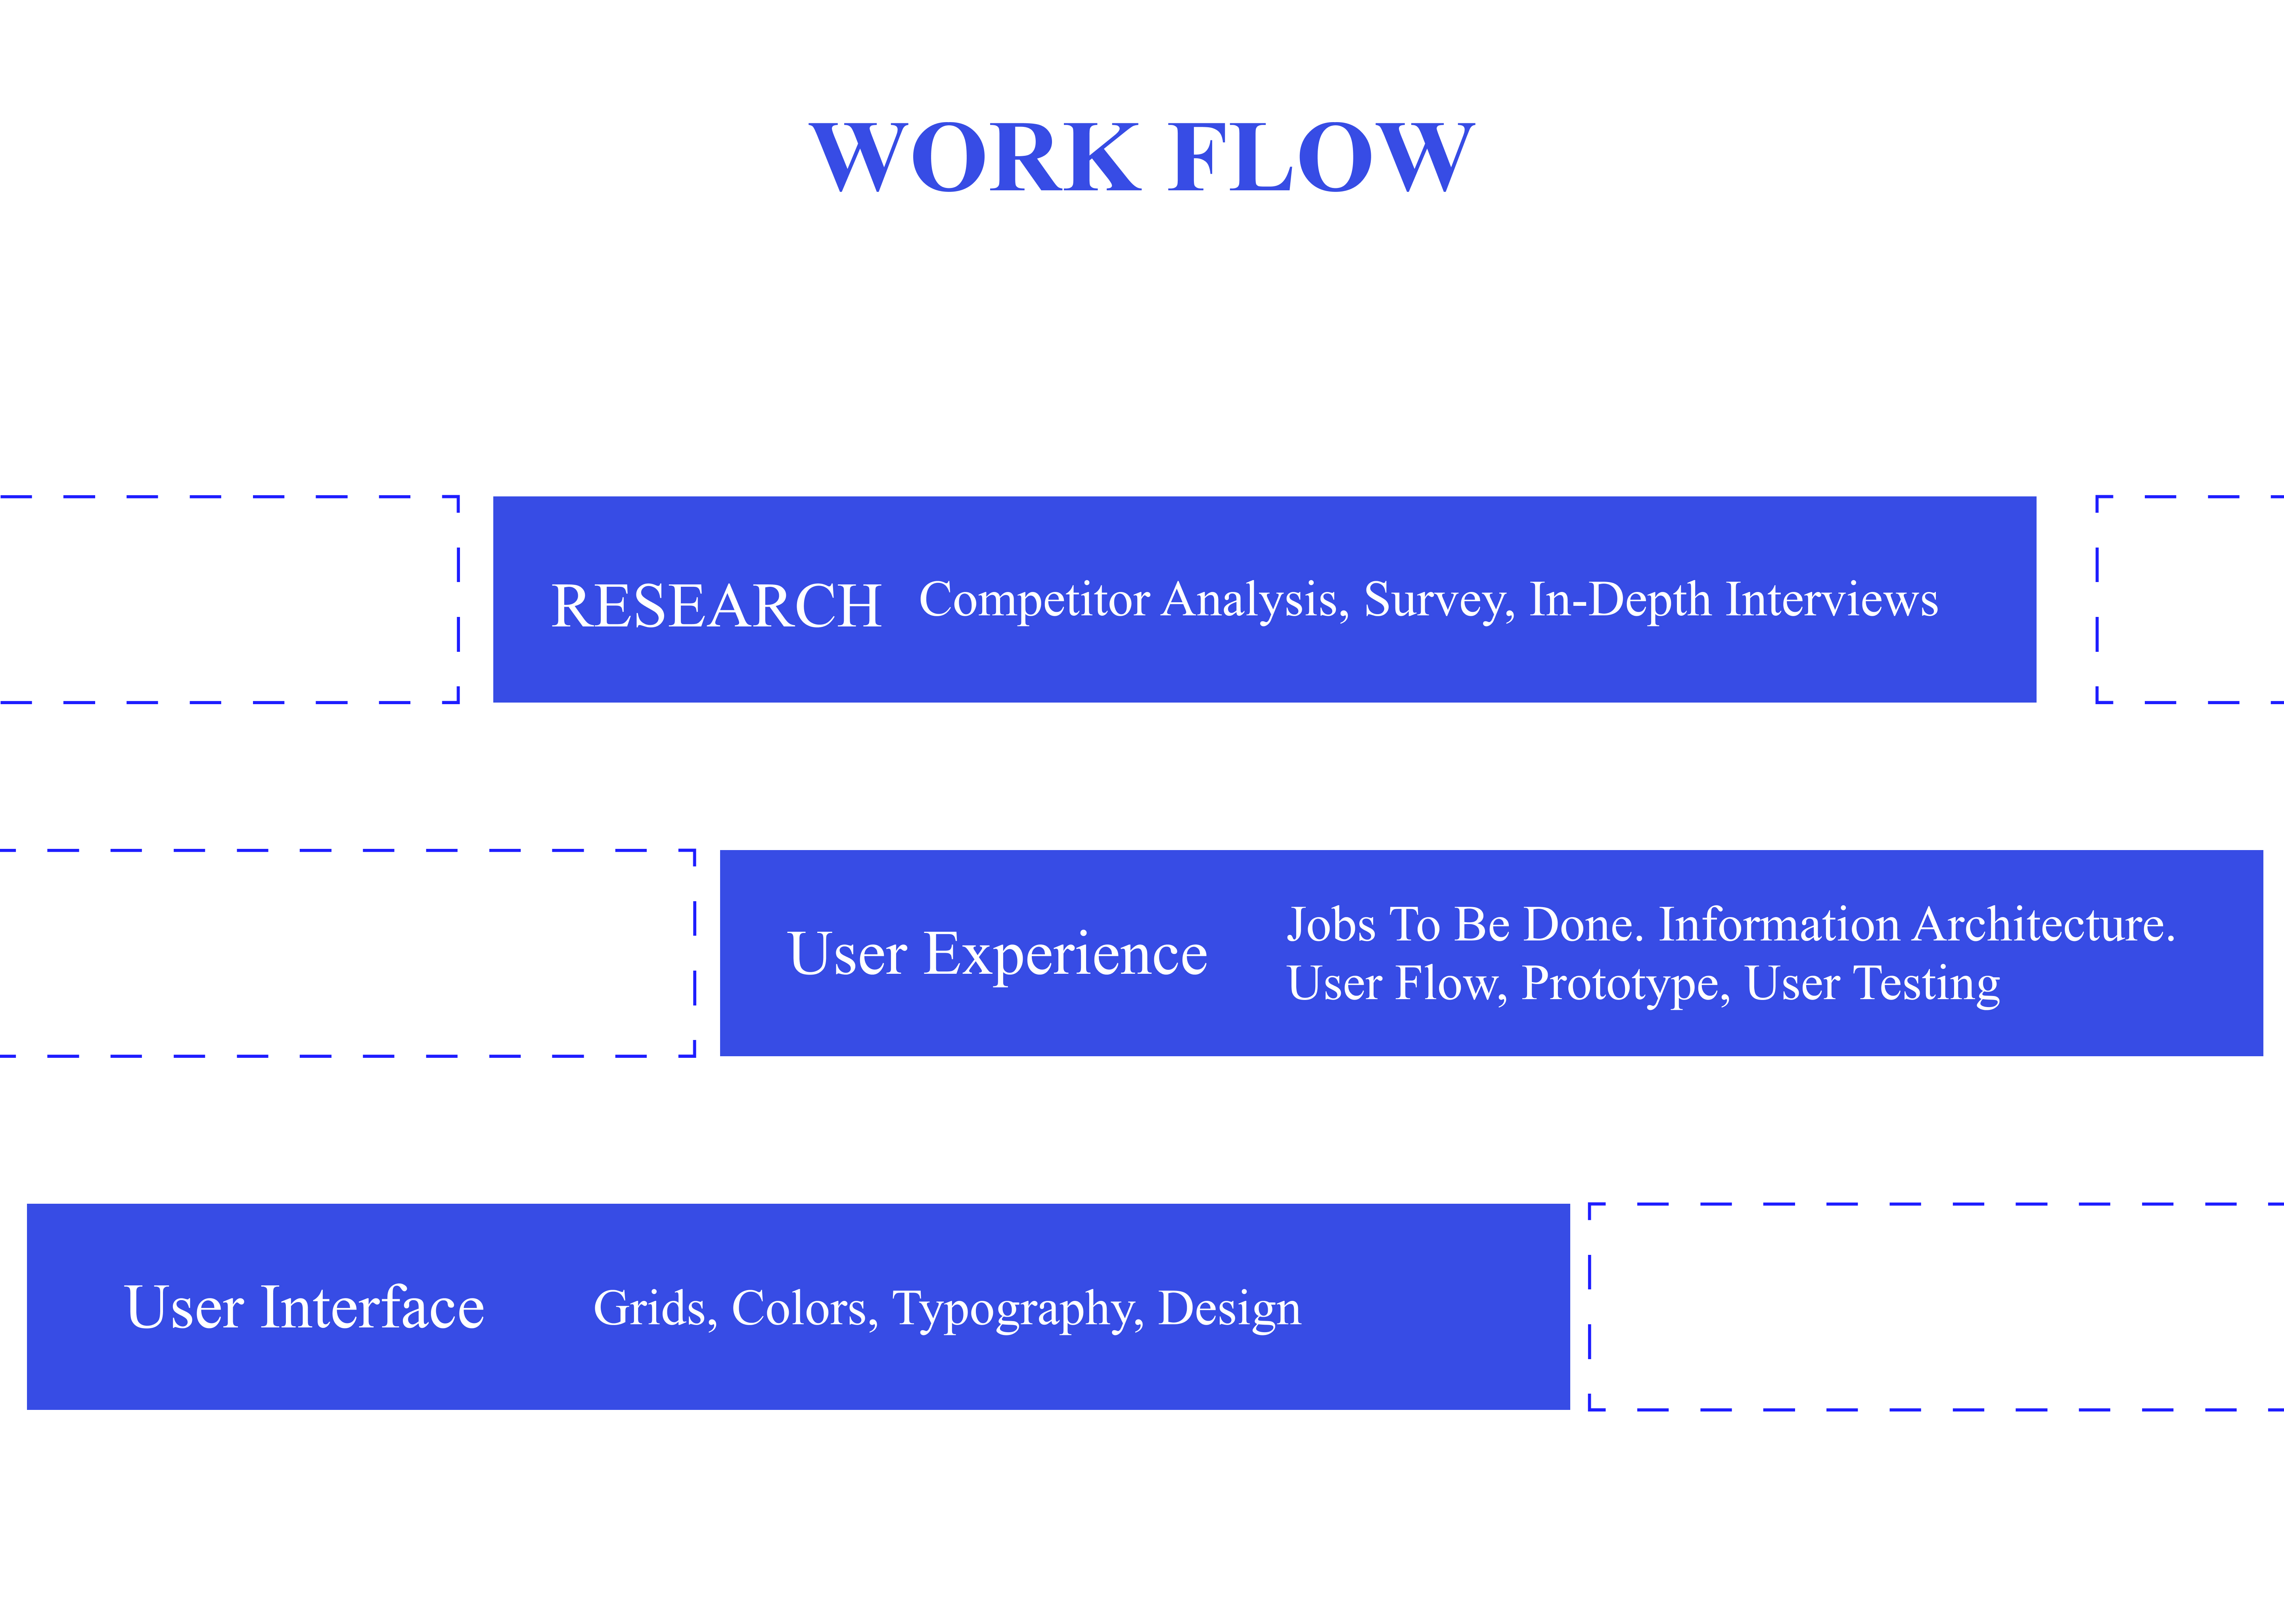 WORK FLOW
RESEARCH Competitor Analysis, Survey, In-Depth Interviews
User Experience
Jobs To Be Done. Information Architecture.
User Flow, Prototype, User Testing
User Interface Grids, Colors, Typography, Design